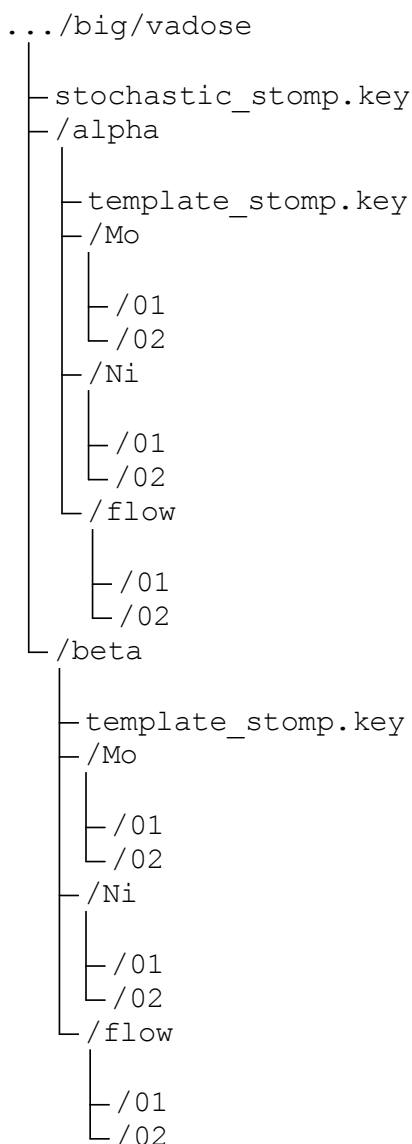 .../big/vadose
stochastic_stomp.key
/alpha
template_stomp.key
/Mo
/01
/02
/Ni
/01
/02
/flow
/01
/02
/beta
template_stomp.key
/Mo
/01
/02
/Ni
/01
/02
/flow
/01
/02